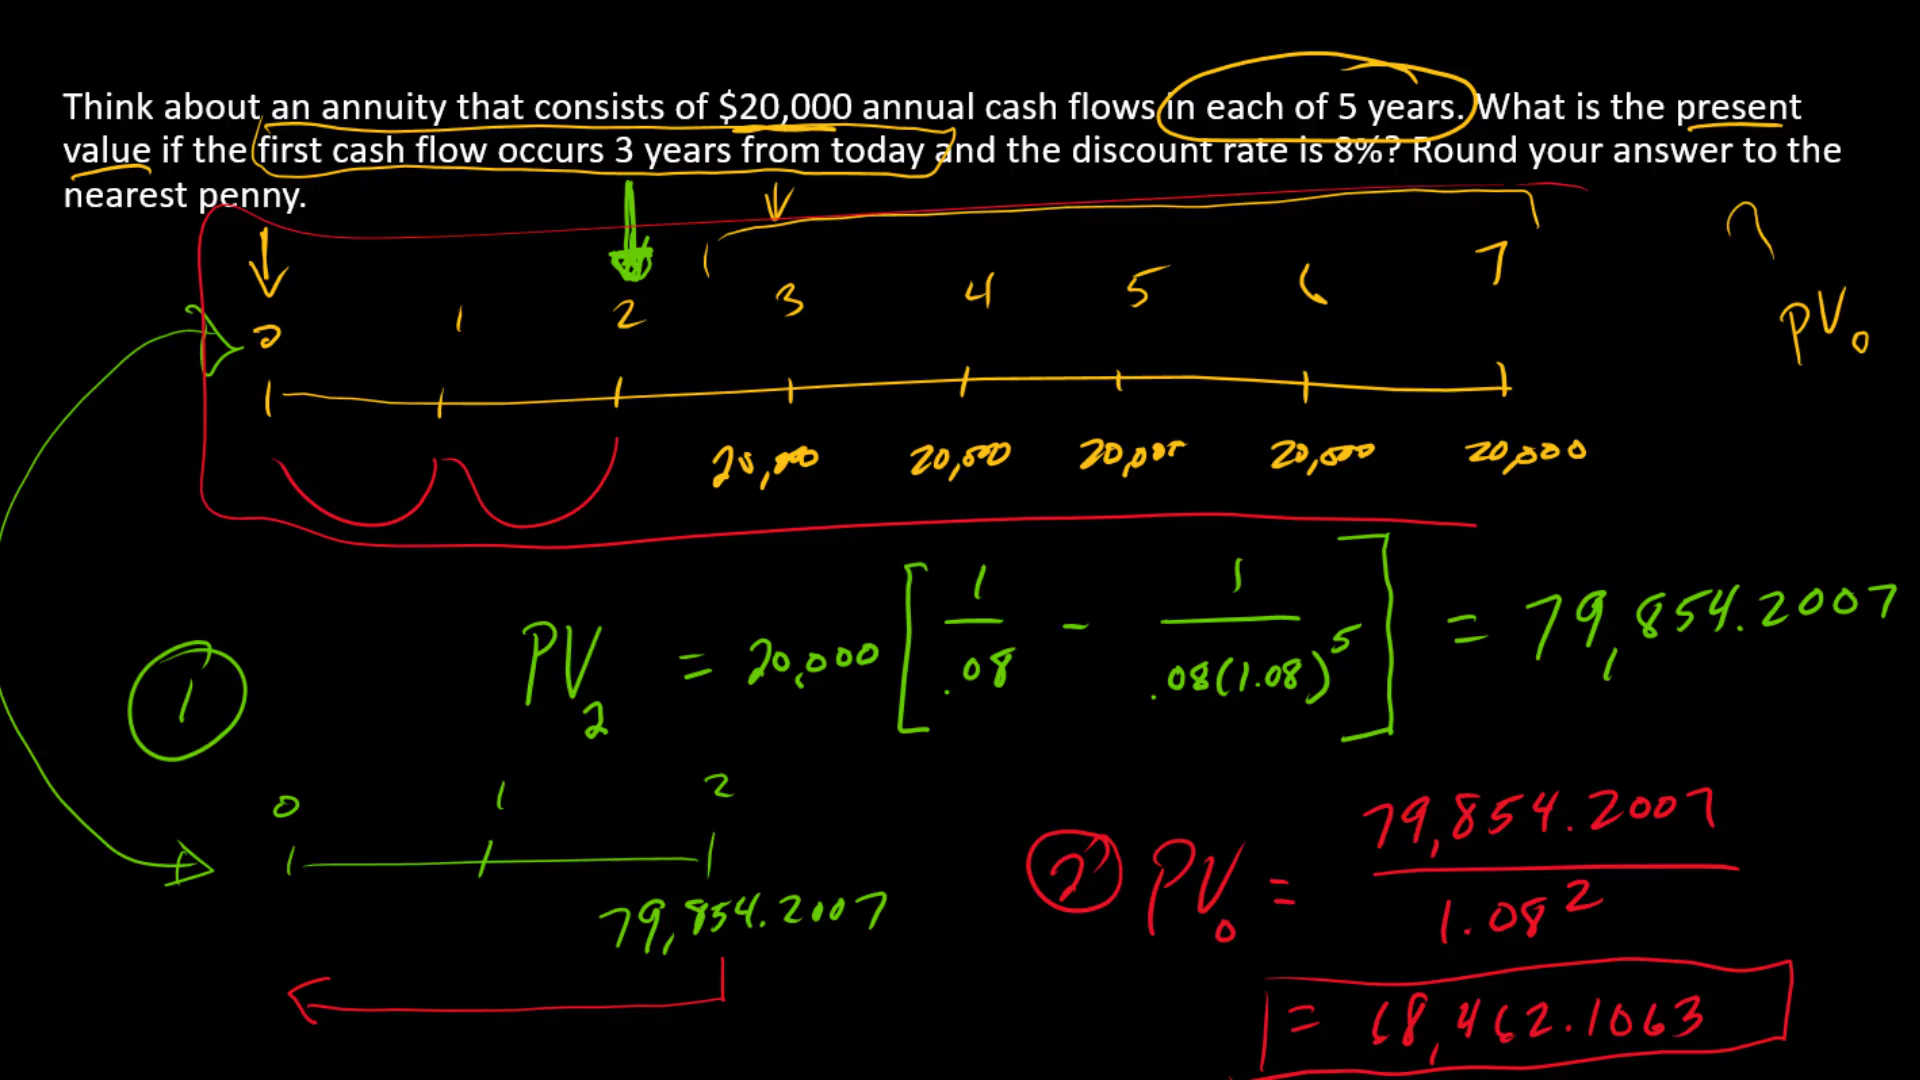 Think about an annuity that consists of $20,000 annual cash flows in each of 5 years. What is the present
value if the first cash flow occurs 3 years from today and the discount rate is 8%? Round your answer to the
nearest penny.
0 1 2 3 4 5 6 7
PV₀
20,000 20,000 20,000 20,000 20,000
① PV₂ = 20,000 [ 1/.08 - 1/.08(1.08)⁵ ] = 79,854.2007
0 1 2
79,854.2007
② PV₀ = 79,854.2007/1.08²
= 68,462.1063